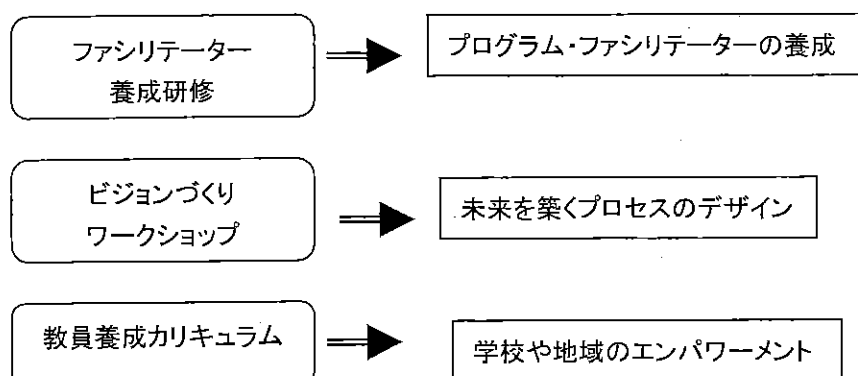 ファシリテーター
養成研修
プログラム・ファシリテーターの養成
ビジョンづくり
ワークショップ
未来を築くプロセスのデザイン
教員養成カリキュラム
学校や地域のエンパワーメント